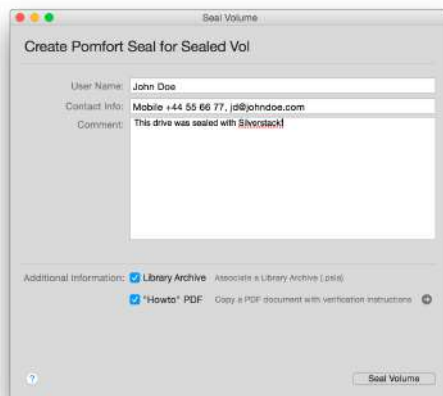 Seal Volume
Create Pomfort Seal for Sealed Vol
User Name: John Doe
Contact Info: Mobile +44 55 66 77, jd@johndoe.com
Comment: This drive was sealed with Silverstack!
Additional Information: Library Archive Associate a Library Archive (.psla)
"Howto" PDF Copy a PDF document with verification instructions
? Seal Volume